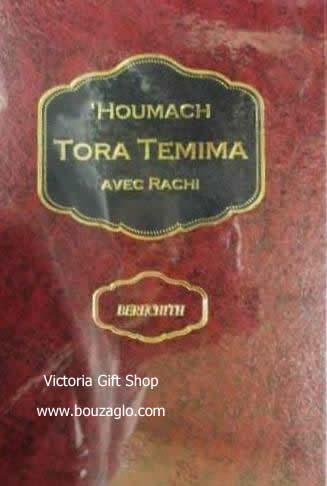 'HOUMACH
TORA TEMIMA
AVEC RACHI
BERECHITH
Victoria Gift Shop
www.bouzaglo.com